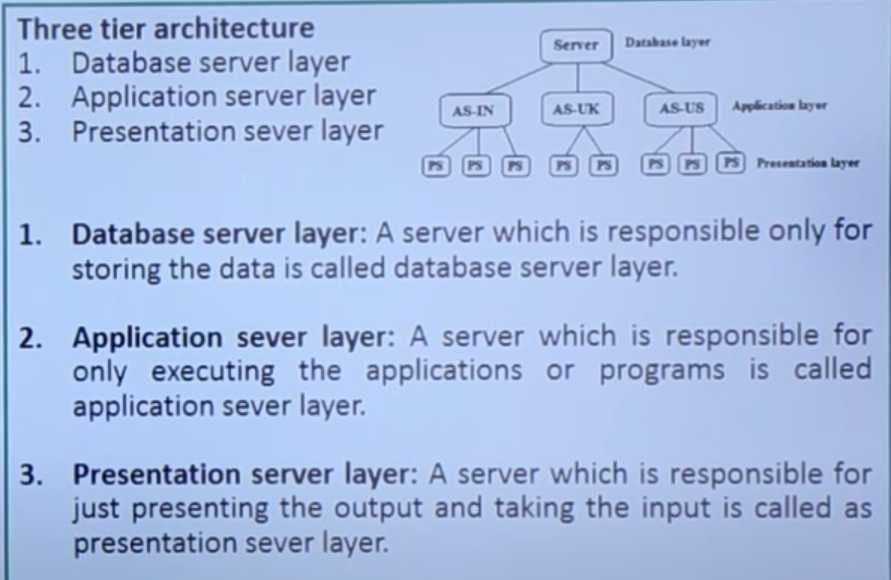 Three tier architecture
1. Database server layer
2. Application server layer
3. Presentation sever layer
Server Database layer
AS-IN AS-UK AS-US Application layer
PS PS PS PS PS PS PS PS Presentation layer
1. Database server layer: A server which is responsible only for
storing the data is called database server layer.
2. Application sever layer: A server which is responsible for
only executing the applications or programs is called
application sever layer.
3. Presentation server layer: A server which is responsible for
just presenting the output and taking the input is called as
presentation sever layer.